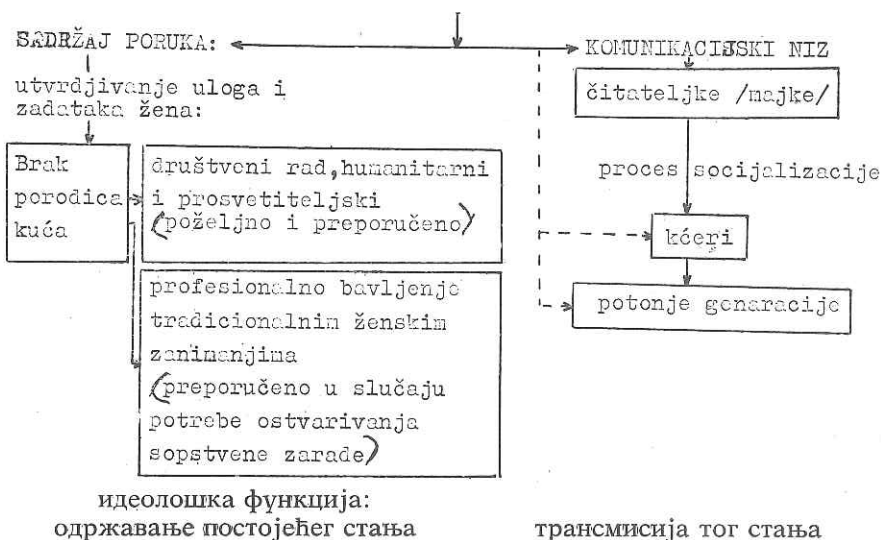 SADRŽAJ PORUKA:
utvrdjivanje uloga i
zadataka žena:
Brak
porodica
kuća
društveni rad,humanitarni
i prosvetiteljski
(poželjno i preporučeno)
profesionalno bavljenje
tradicionalnim ženskim
zanimanjima
(preporučeno u slučaju
potrebe ostvarivanja
sopstvene zarade)
идеолошка функција:
одржавање постојећег стања
KOMUNIKACIJSKI NIZ
čitateljke /majke/
proces socijalizacije
kćeri
potonje genaracije
трансмисија тог стања